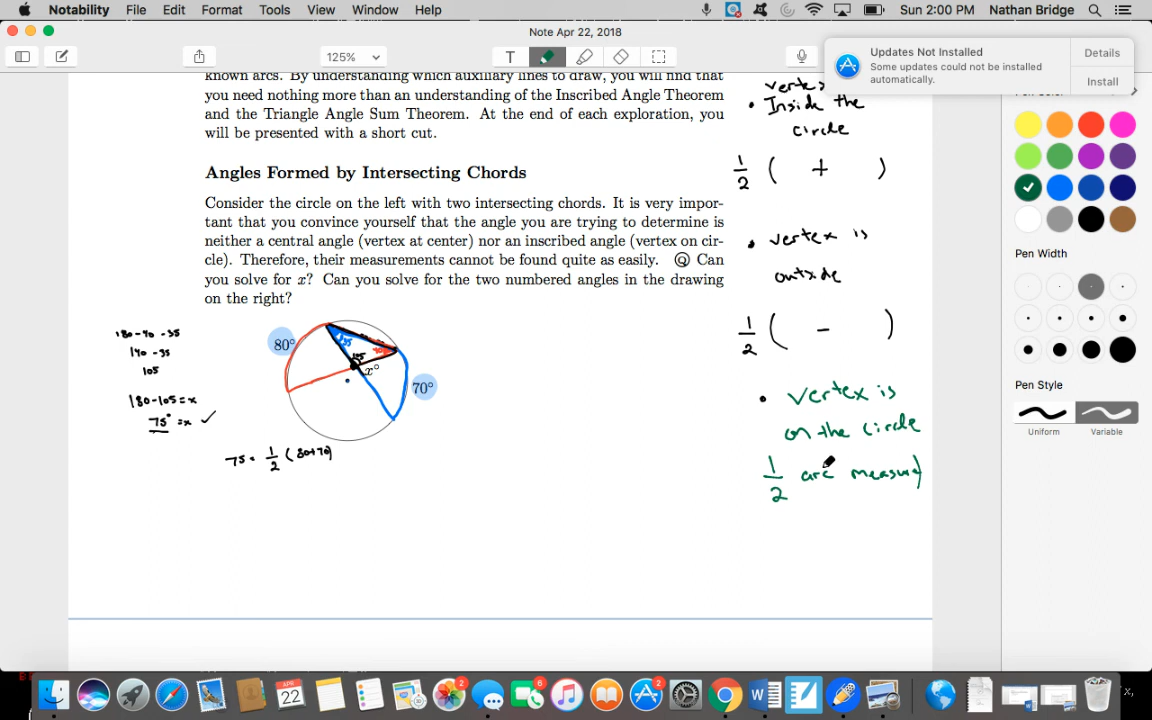 Notability File Edit Format Tools View Window Help Sun 2:00 PM Nathan Bridge
Note Apr 22, 2018
125%
T
Updates Not Installed
Some updates could not be installed
automatically.
Details
Install
known arcs. By understanding which auxiliary lines to draw, you will find that
you need nothing more than an understanding of the Inscribed Angle Theorem
and the Triangle Angle Sum Theorem. At the end of each exploration, you
will be presented with a short cut.
Angles Formed by Intersecting Chords
Consider the circle on the left with two intersecting chords. It is very impor-
tant that you convince yourself that the angle you are trying to determine is
neither a central angle (vertex at center) nor an inscribed angle (vertex on cir-
cle). Therefore, their measurements cannot be found quite as easily. Q Can
you solve for x? Can you solve for the two numbered angles in the drawing
on the right?
180-40-35
140-35
105
180-105=x
75°=x ✓
75 = 1/2 (80+70)
80°
35
40
105
x°
70°
vertex
• Inside the
circle
1/2 ( + )
• vertex is
outside
1/2 ( - )
• vertex is
on the circle
1/2 arc measure
Pen Width
Pen Style
Uniform Variable
2
6
2
APR
22